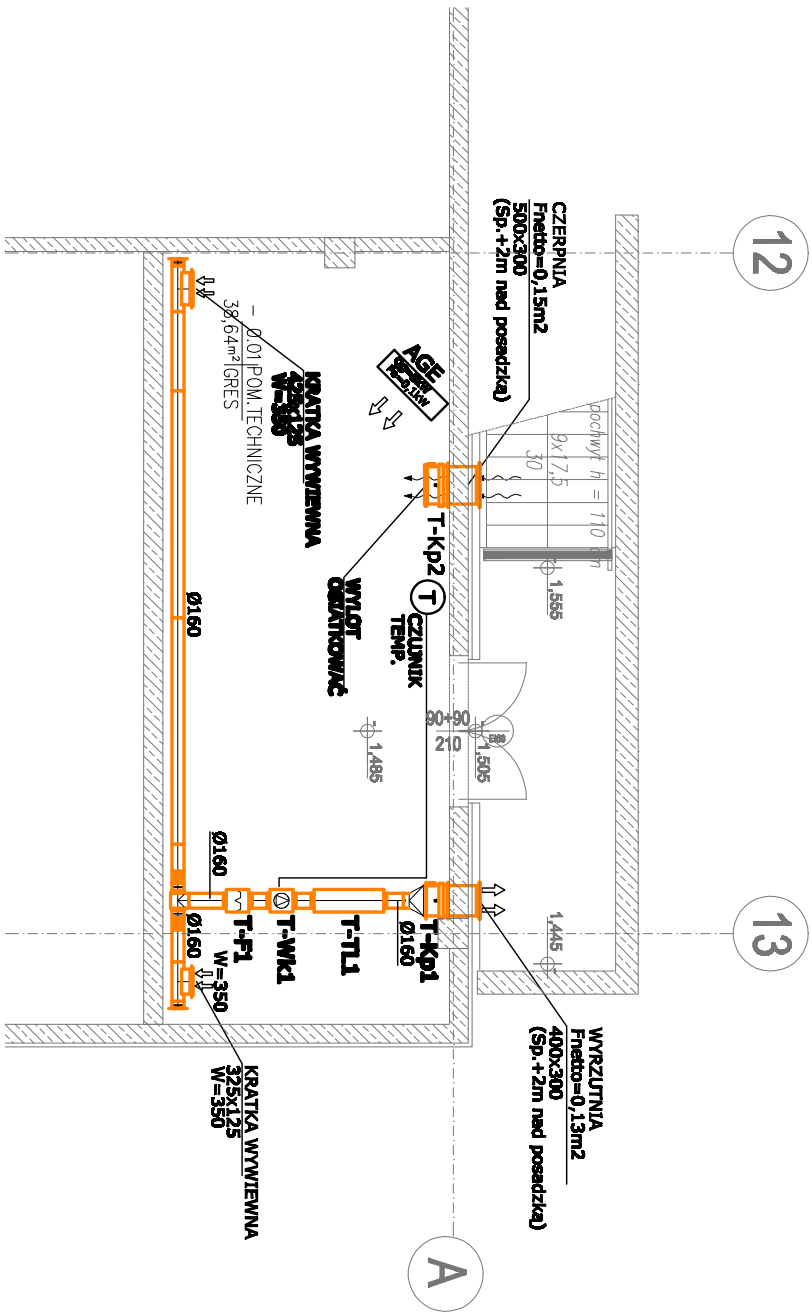 12
13
A
CZERPNIA
Fnetto=0,15m2
500x300
(Sp.+2m nad posadzką)
pochwyt h = 110 cm
9x17,5
30
1,555
1,505
1,445
1,485
90+90
210
WYRZUTNIA
Fnetto=0,13m2
400x300
(Sp.+2m nad posadzką)
AGE
T-Kp2
T
CZUJNIK
TEMP.
WYLOT
OSIATKOWAĆ
0.01 POM.TECHNICZNE
38,64m² GRES
KRATKA WYWIEWNA
425x125
W=350
Ø160
Ø160
Ø160
Ø160
T-F1
T-Wk1
T-TL1
T-Kp1
W=350
KRATKA WYWIEWNA
325x125
W=350